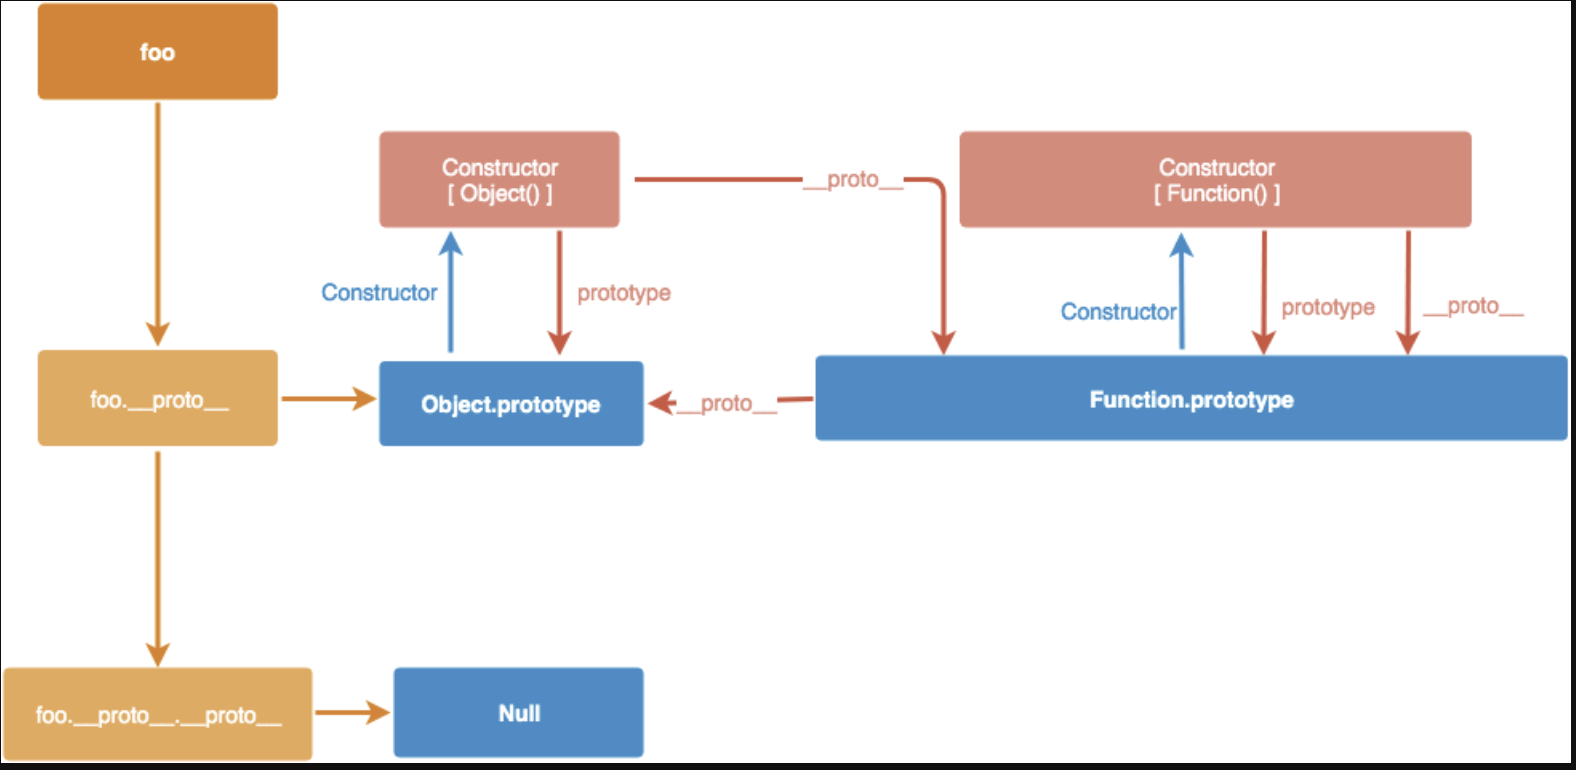 foo
Constructor
[ Object() ]
__proto__
Constructor
[ Function() ]
Constructor
prototype
Constructor
prototype
__proto__
foo.__proto__
Object.prototype
__proto__
Function.prototype
foo.__proto__.__proto__
Null